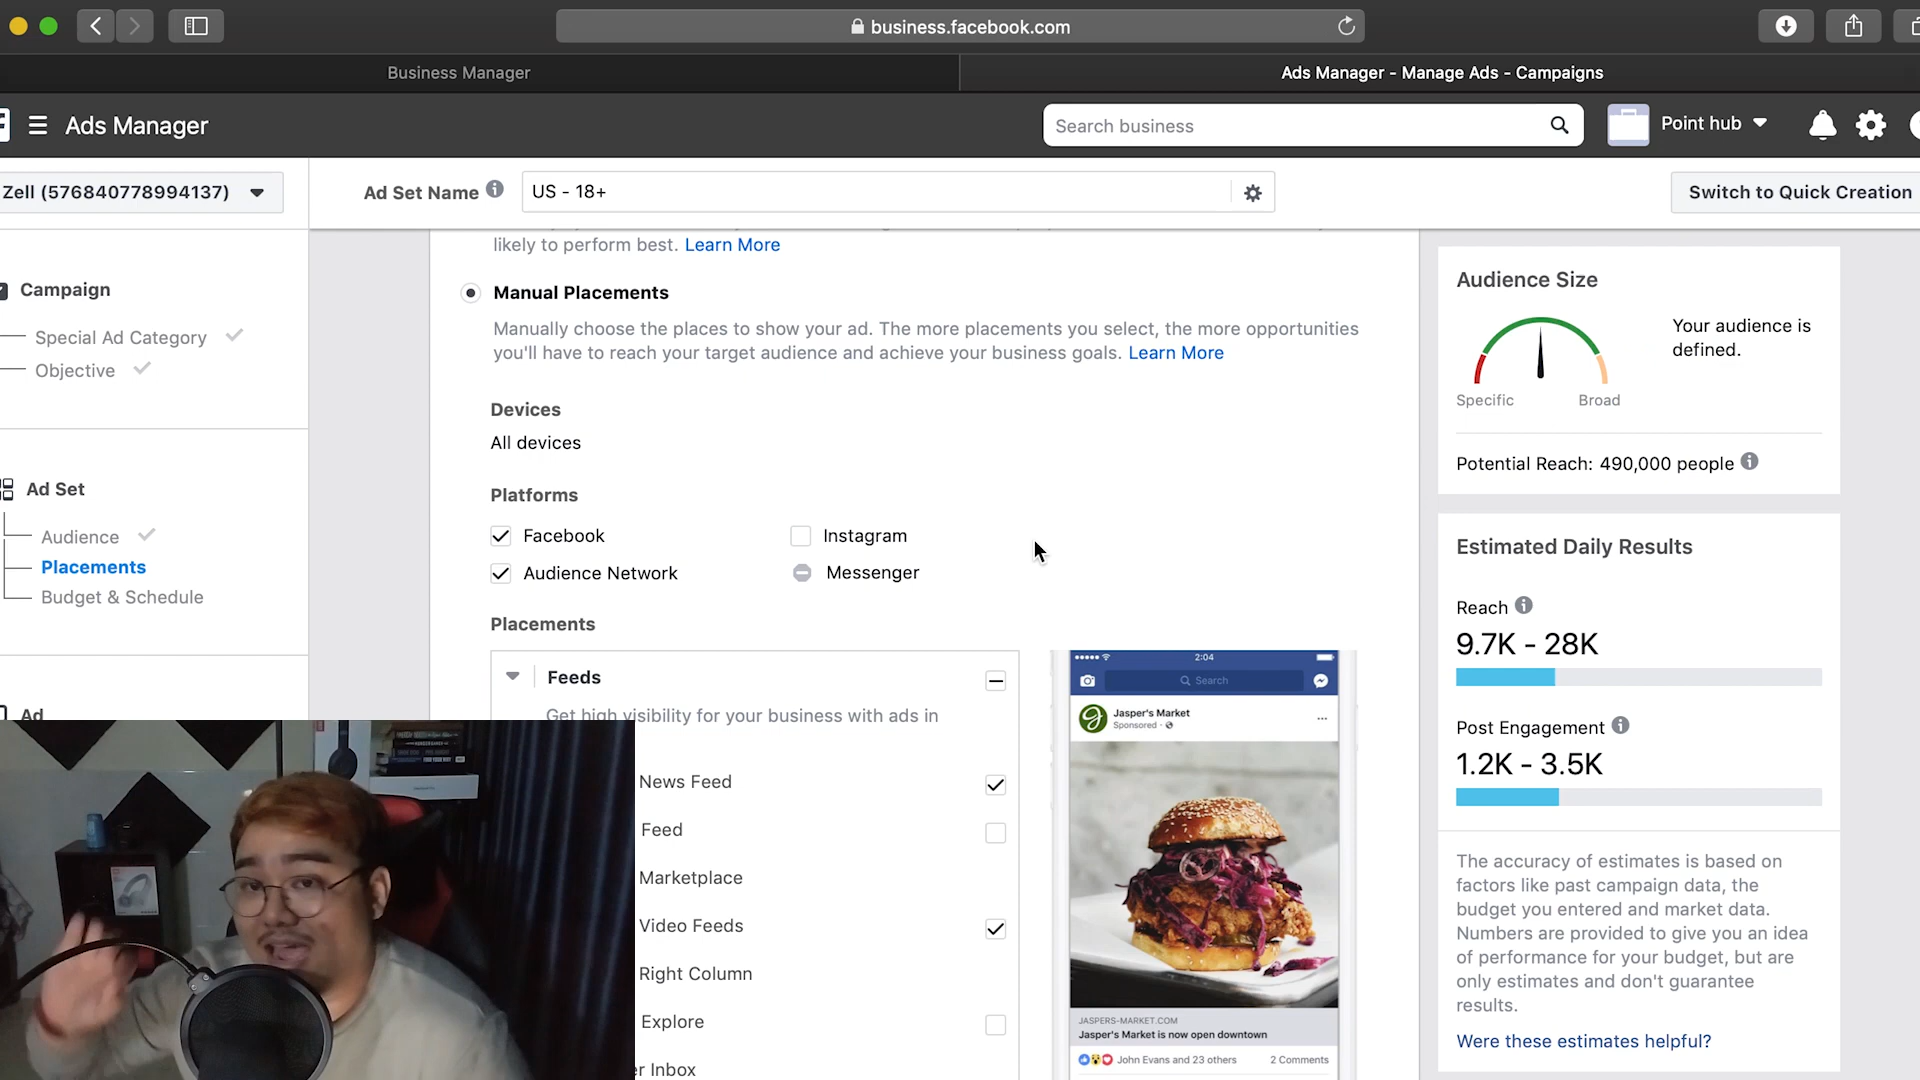 business.facebook.com
Business Manager
Ads Manager - Manage Ads - Campaigns
Ads Manager
Search business
Point hub
Zell (576840778994137)
Ad Set Name
US - 18+
Switch to Quick Creation
Campaign
Special Ad Category
Objective
Ad Set
Audience
Placements
Budget & Schedule
Ad
likely to perform best. Learn More
Manual Placements
Manually choose the places to show your ad. The more placements you select, the more opportunities
you'll have to reach your target audience and achieve your business goals. Learn More
Devices
All devices
Platforms
Facebook
Instagram
Audience Network
Messenger
Placements
Feeds
Get high visibility for your business with ads in
News Feed
Feed
Marketplace
Video Feeds
Right Column
Explore
r Inbox
2:04
Search
Jasper's Market
Sponsored
JASPERS-MARKET.COM
Jasper's Market is now open downtown
John Evans and 23 others
2 Comments
Audience Size
Your audience is
defined.
Specific
Broad
Potential Reach: 490,000 people
Estimated Daily Results
Reach
9.7K - 28K
Post Engagement
1.2K - 3.5K
The accuracy of estimates is based on
factors like past campaign data, the
budget you entered and market data.
Numbers are provided to give you an idea
of performance for your budget, but are
only estimates and don't guarantee
results.
Were these estimates helpful?